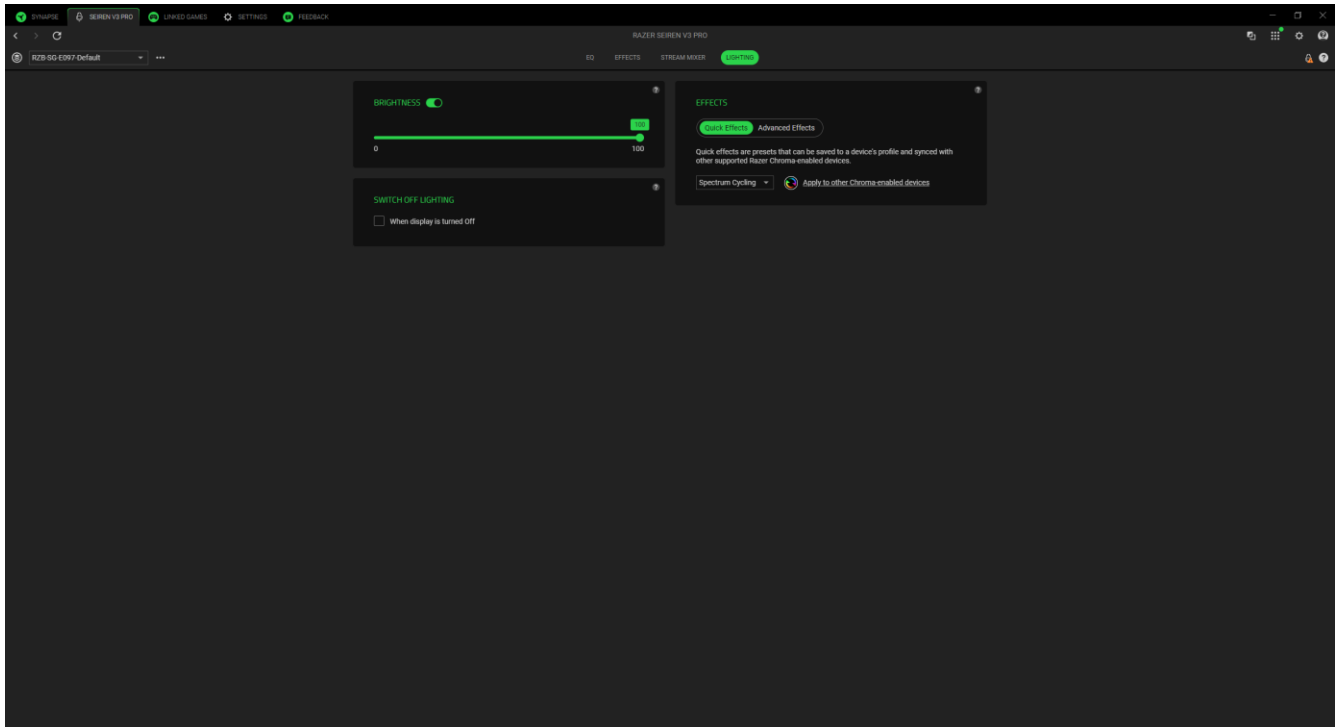 SYNAPSE
SEIREN V3 PRO
LINKED GAMES
SETTINGS
FEEDBACK
RAZER SEIREN V3 PRO
RZB-SG-E097-Default
EQ
EFFECTS
STREAM MIXER
LIGHTING
BRIGHTNESS
100
0
100
SWITCH OFF LIGHTING
When display is turned Off
EFFECTS
Quick Effects
Advanced Effects
Quick effects are presets that can be saved to a device's profile and synced with
other supported Razer Chroma-enabled devices.
Spectrum Cycling
Apply to other Chroma-enabled devices